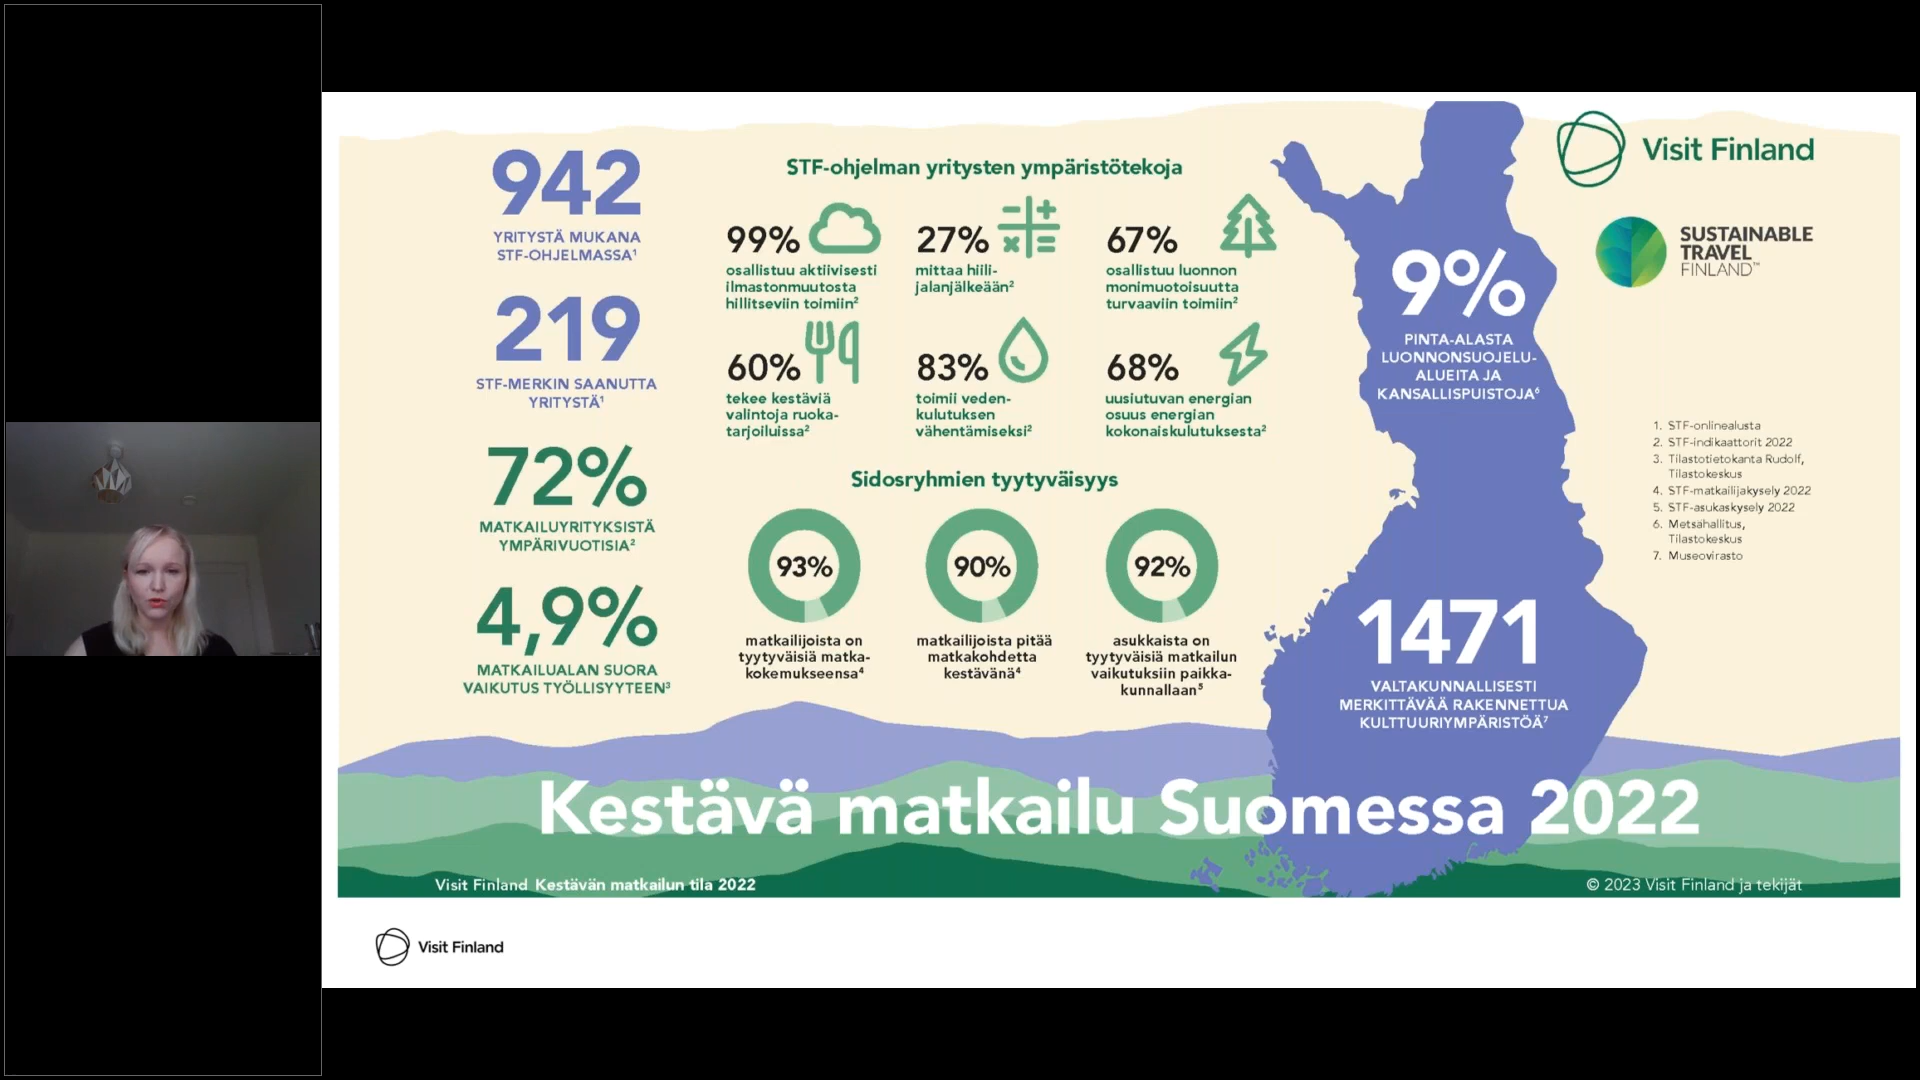 942
YRITYSTÄ MUKANA
STF-OHJELMASSA¹
219
STF-MERKIN SAANUTTA
YRITYSTÄ¹
72%
MATKAILUYRITYKSISTÄ
YMPÄRIVUOTISIA²
4,9%
MATKAILUALAN SUORA
VAIKUTUS TYÖLLISYYTEEN³
STF-ohjelman yritysten ympäristötekoja
99%
osallistuu aktiivisesti
ilmastonmuutosta
hillitseviin toimiin²
27%
mittaa hiili-
jalanjälkeään²
67%
osallistuu luonnon
monimuotoisuutta
turvaaviin toimiin²
60%
tekee kestäviä
valintoja ruoka-
tarjoiluissa²
83%
toimii veden-
kulutuksen
vähentämiseksi²
68%
uusiutuvan energian
osuus energian
kokonaiskulutuksesta²
Sidosryhmien tyytyväisyys
93%
matkailijoista on
tyytyväisiä matka-
kokemukseensa⁴
90%
matkailijoista pitää
matkakohdetta
kestävänä⁴
92%
asukkaista on
tyytyväisiä matkailun
vaikutuksiin paikka-
kunnallaan⁵
9%
PINTA-ALASTA
LUONNONSUOJELU-
ALUEITA JA
KANSALLISPUISTOJA⁶
1471
VALTAKUNNALLISESTI
MERKITTÄVÄÄ RAKENNETTUA
KULTTUURIYMPÄRISTÖÄ⁷
Visit Finland
SUSTAINABLE
TRAVEL
FINLAND™
1. STF-onlinealusta
2. STF-indikaattorit 2022
3. Tilastotietokanta Rudolf,
Tilastokeskus
4. STF-matkailijakysely 2022
5. STF-asukaskysely 2022
6. Metsähallitus,
Tilastokeskus
7. Museovirasto
Kestävä matkailu Suomessa 2022
Visit Finland Kestävän matkailun tila 2022
© 2023 Visit Finland ja tekijät
Visit Finland